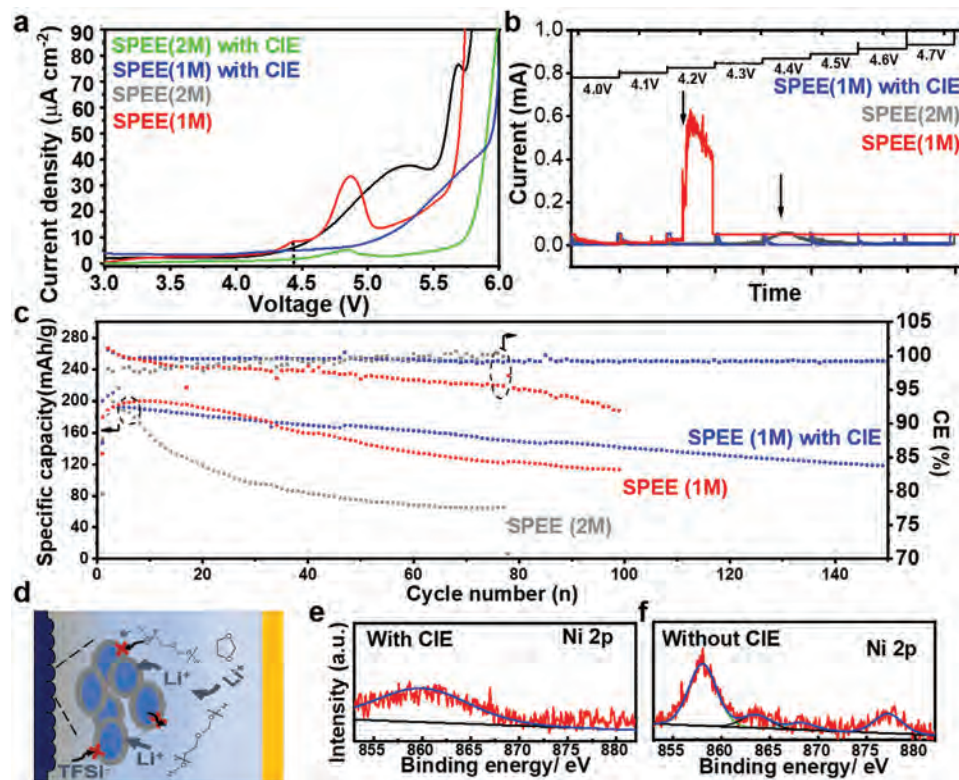 a
90
80
70
60
50
40
30
20
10
0
Current density (μA cm-2)
SPEE(2M) with CIE
SPEE(1M) with CIE
SPEE(2M)
SPEE(1M)
3.0 3.5 4.0 4.5 5.0 5.5 6.0
Voltage (V)
b
1.0
0.8
0.6
0.4
0.2
0.0
Current (mA)
4.0V 4.1V 4.2V 4.3V 4.4V 4.5V 4.6V 4.7V
SPEE(1M) with CIE
SPEE(2M)
SPEE(1M)
Time
c
280
240
200
160
120
80
40
0
Specific capacity(mAh/g)
105
100
95
90
85
80
75
70
CE (%)
SPEE (1M) with CIE
SPEE (1M)
SPEE (2M)
0 20 40 60 80 100 120 140
Cycle number (n)
d
Li+
Li+
Li+
TFSI-
e
With CIE
Ni 2p
Intensity (a.u.)
855 860 865 870 875 880
Binding energy/ eV
f
Without CIE
Ni 2p
855 860 865 870 875 880
Binding energy/ eV